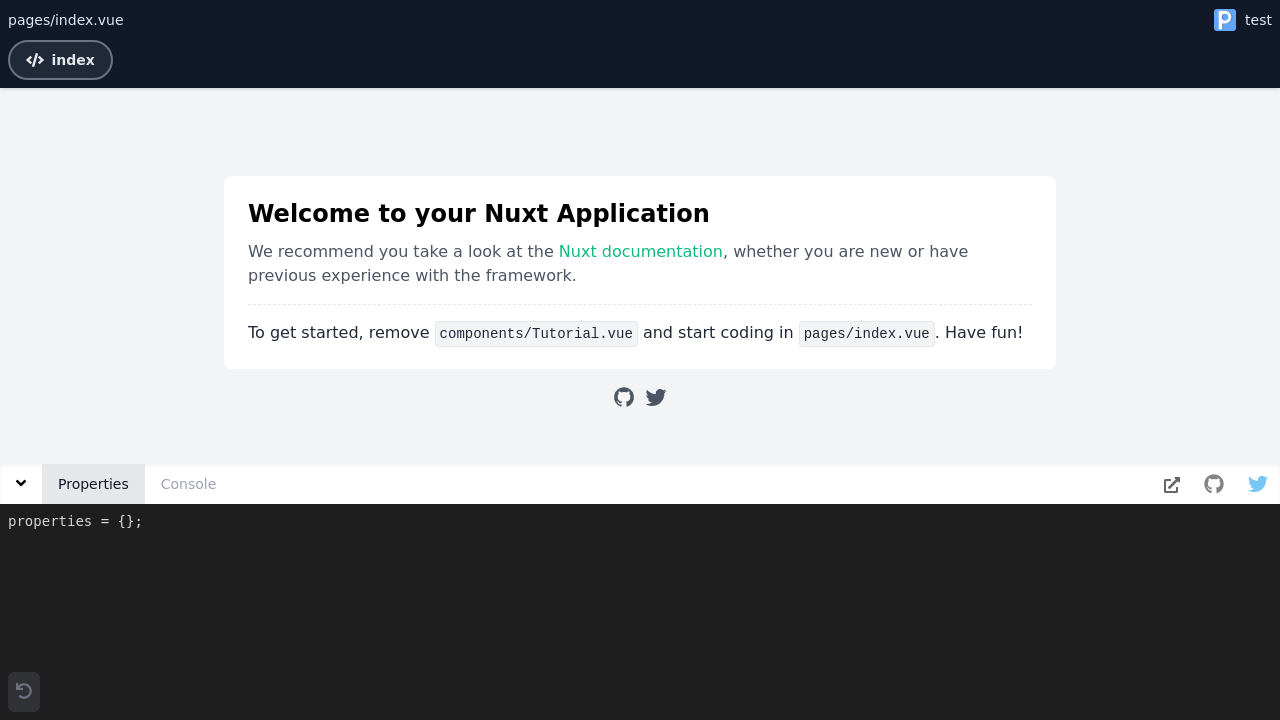 pages/index.vue
P test
index
Welcome to your Nuxt Application
We recommend you take a look at the Nuxt documentation, whether you are new or have
previous experience with the framework.
To get started, remove components/Tutorial.vue and start coding in pages/index.vue. Have fun!
Properties Console
properties = {};